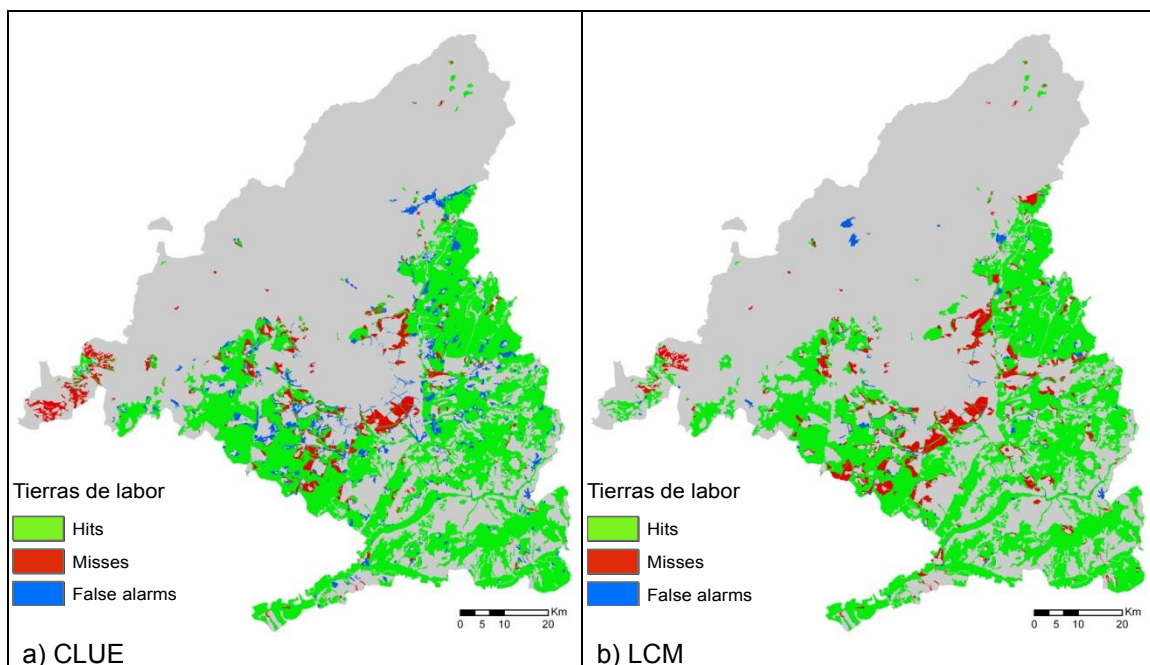 Tierras de labor
Hits
Misses
False alarms
Km
0 5 10 20
a) CLUE
Tierras de labor
Hits
Misses
False alarms
Km
0 5 10 20
b) LCM